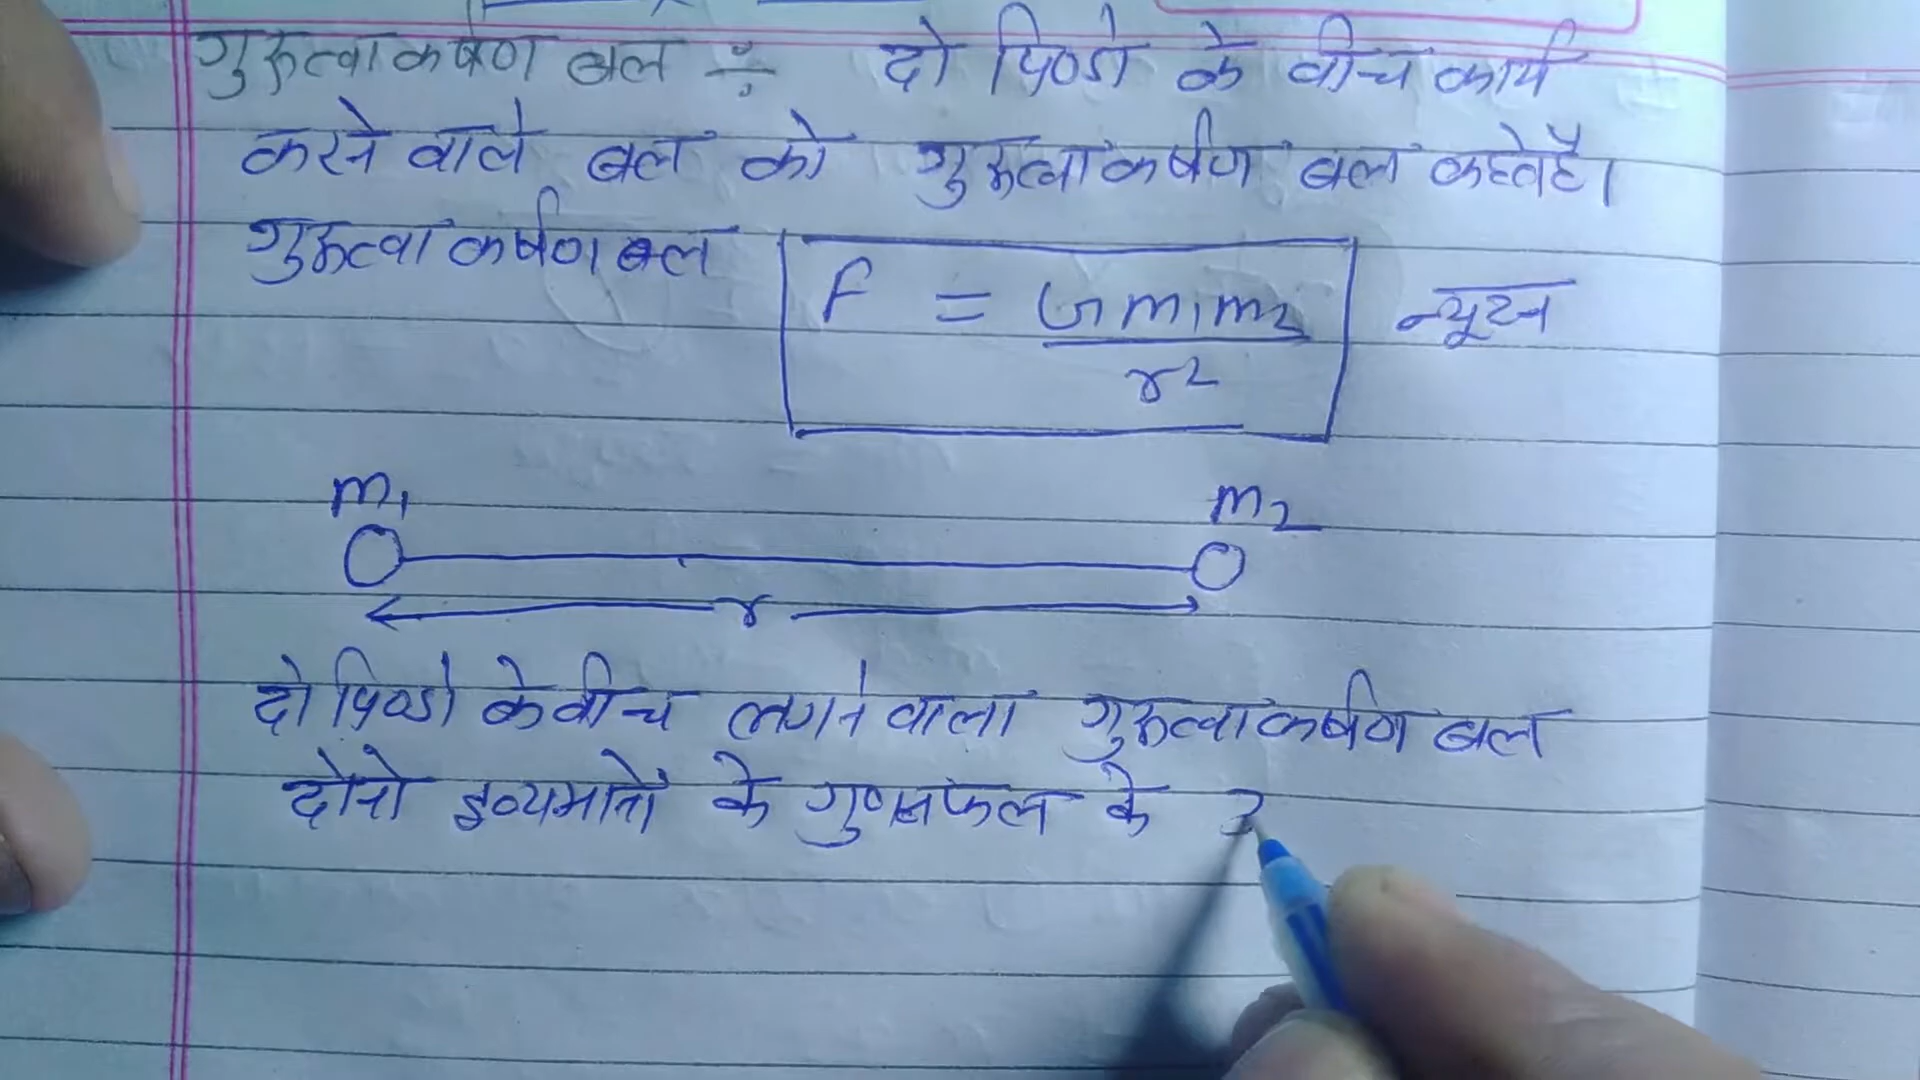 गुरुत्वाकर्षण बल ÷ दो पिण्डो के बीच कार्य
करने वाले बल को गुरुत्वाकर्षण बल कहतेहै।
गुरुत्वाकर्षण बल F = G m₁m₂ / r² न्यूटन
m₁ m₂
r
दो पिण्डो के बीच लगने वाला गुरुत्वाकर्षण बल
दोनो द्रव्यमानों के गुणनफल के